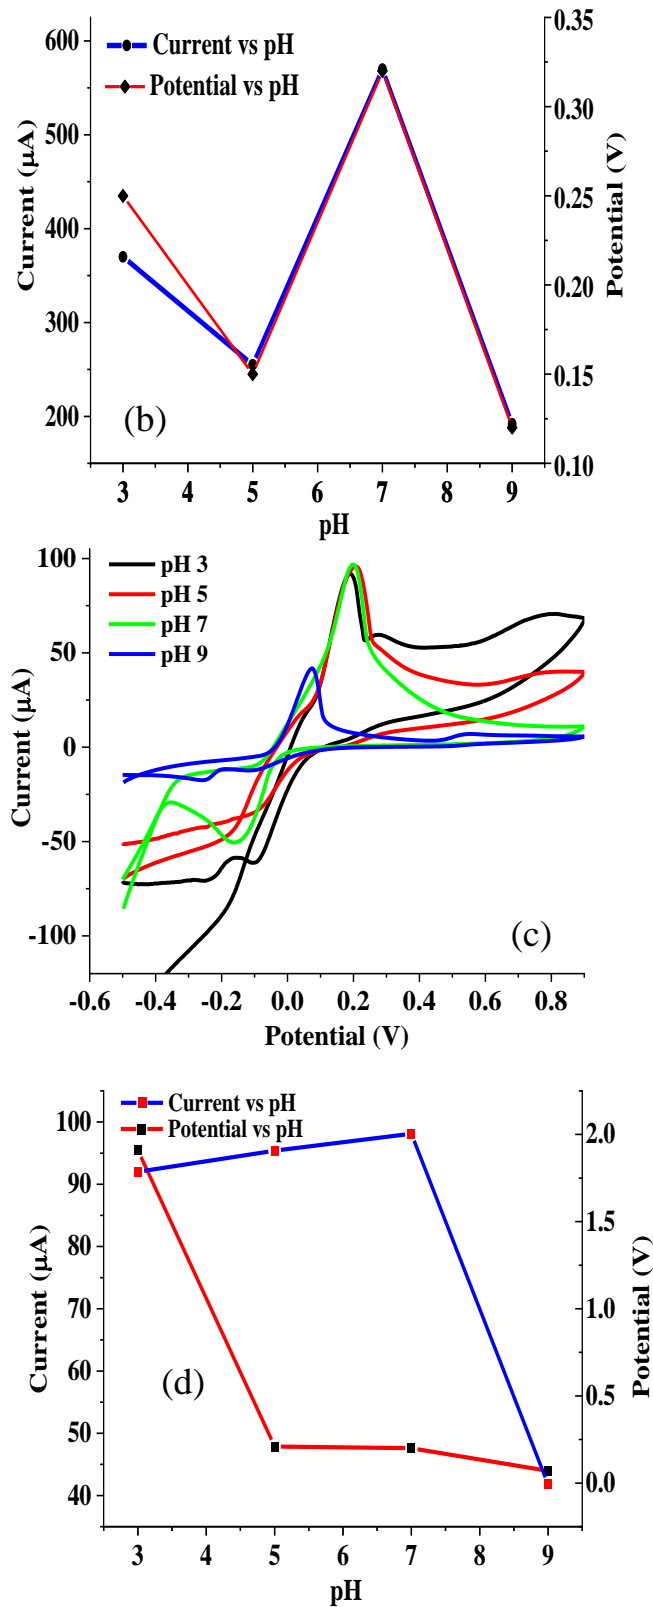 Current vs pH
Potential vs pH
600
500
400
300
200
Current (µA)
0.35
0.30
0.25
0.20
0.15
0.10
Potential (V)
(b)
3 4 5 6 7 8 9
pH
pH 3
pH 5
pH 7
pH 9
100
50
0
-50
-100
Current (µA)
(c)
-0.6 -0.4 -0.2 0.0 0.2 0.4 0.6 0.8
Potential (V)
Current vs pH
Potential vs pH
100
90
80
70
60
50
40
Current (µA)
2.0
1.5
1.0
0.5
0.0
Potential (V)
(d)
3 4 5 6 7 8 9
pH